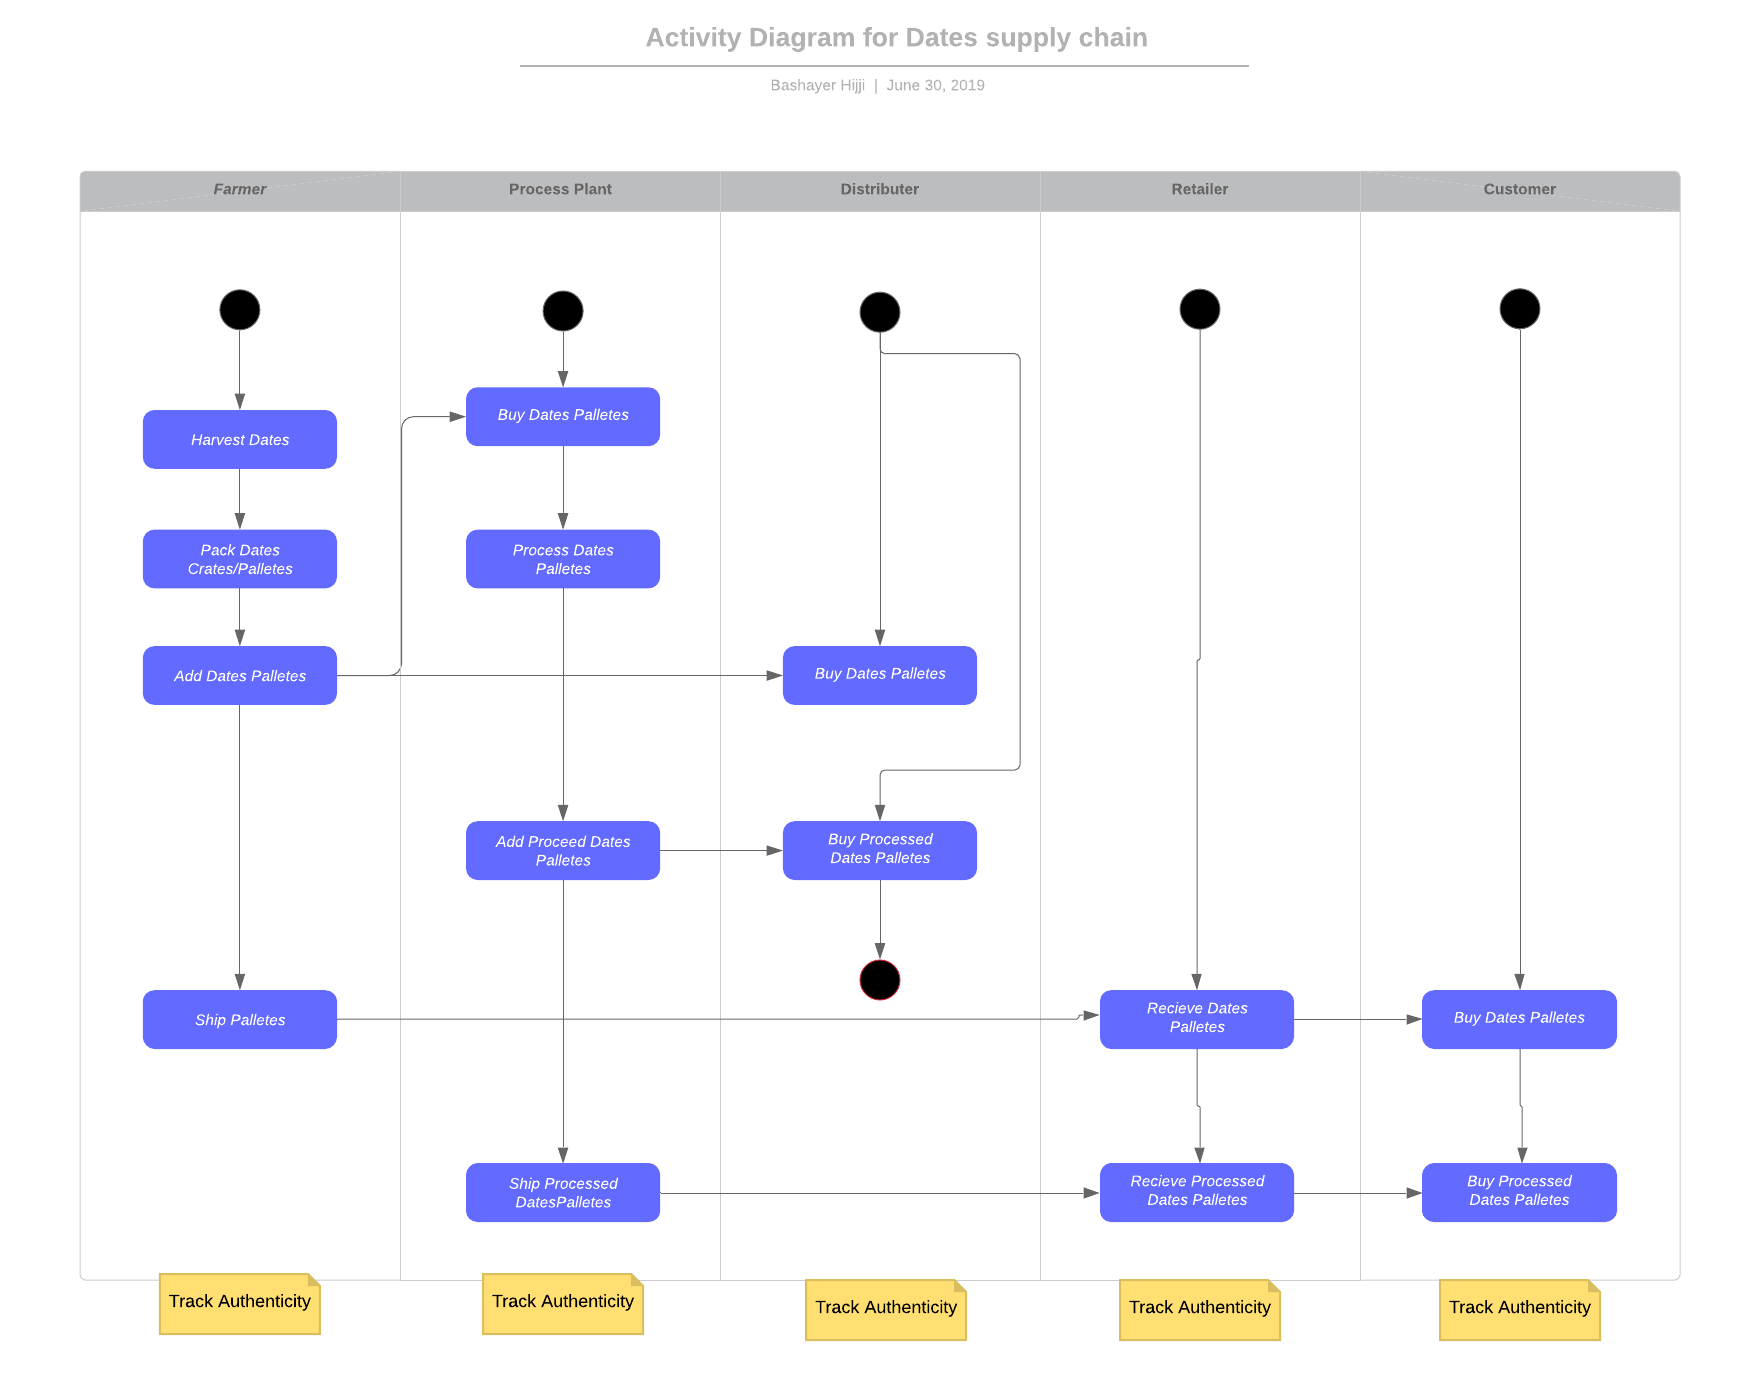 Activity Diagram for Dates supply chain
Bashayer Hijji | June 30, 2019
Farmer
Process Plant
Distributer
Retailer
Customer
Buy Dates Palletes
Harvest Dates
Pack Dates
Crates/Palletes
Process Dates
Palletes
Add Dates Palletes
Buy Dates Palletes
Add Proceed Dates
Palletes
Buy Processed
Dates Palletes
Ship Palletes
Recieve Dates
Palletes
Buy Dates Palletes
Ship Processed
DatesPalletes
Recieve Processed
Dates Palletes
Buy Processed
Dates Palletes
Track Authenticity
Track Authenticity
Track Authenticity
Track Authenticity
Track Authenticity